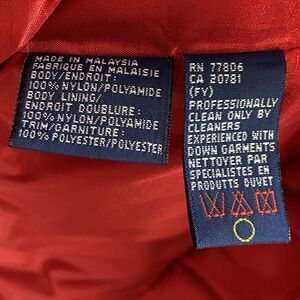 MADE IN MALAYSIA
FABRIQUE EN MALAISIE
BODY/ENDROIT:
100% NYLON/POLYAMIDE
BODY LINING/
ENDROIT DOUBLURE:
100% NYLON/POLYAMIDE
TRIM/GARNITURE:
100% POLYESTER/POLYESTER
RN 77806
CA 20781
(FY)
PROFESSIONALLY
CLEAN ONLY BY
CLEANERS
EXPERIENCED WITH
DOWN GARMENTS
NETTOYER PAR
SPECIALISTES EN
PRODUITS DUVET